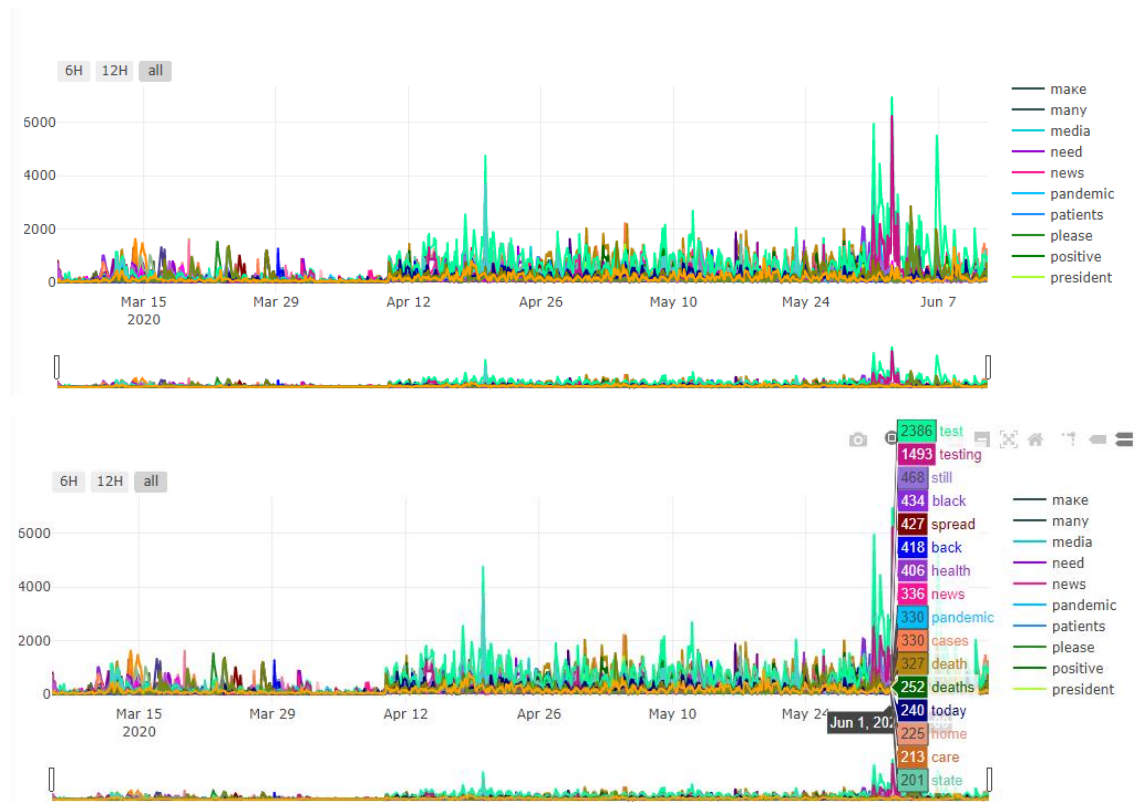 6H 12H all
6000
4000
2000
0
Mar 15 Mar 29 Apr 12 Apr 26 May 10 May 24 Jun 7
2020
make
many
media
need
news
pandemic
patients
please
positive
president
6H 12H all
6000
4000
2000
0
Mar 15 Mar 29 Apr 12 Apr 26 May 10 May 24
2020
Jun 1,
2386 test
1493 testing
468 still
434 black
427 spread
418 back
406 health
336 news
330 pandemic
330 cases
327 death
252 deaths
240 today
225 home
213 care
201 state
make
many
media
need
news
pandemic
patients
please
positive
president